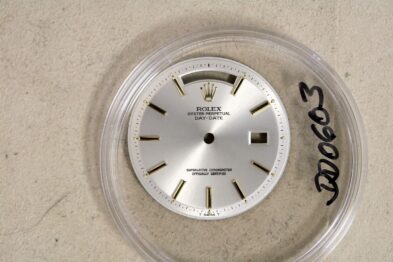 ROLEX
OYSTER PERPETUAL
DAY-DATE
SUPERLATIVE CHRONOMETER
OFFICIALLY CERTIFIED
DD0603